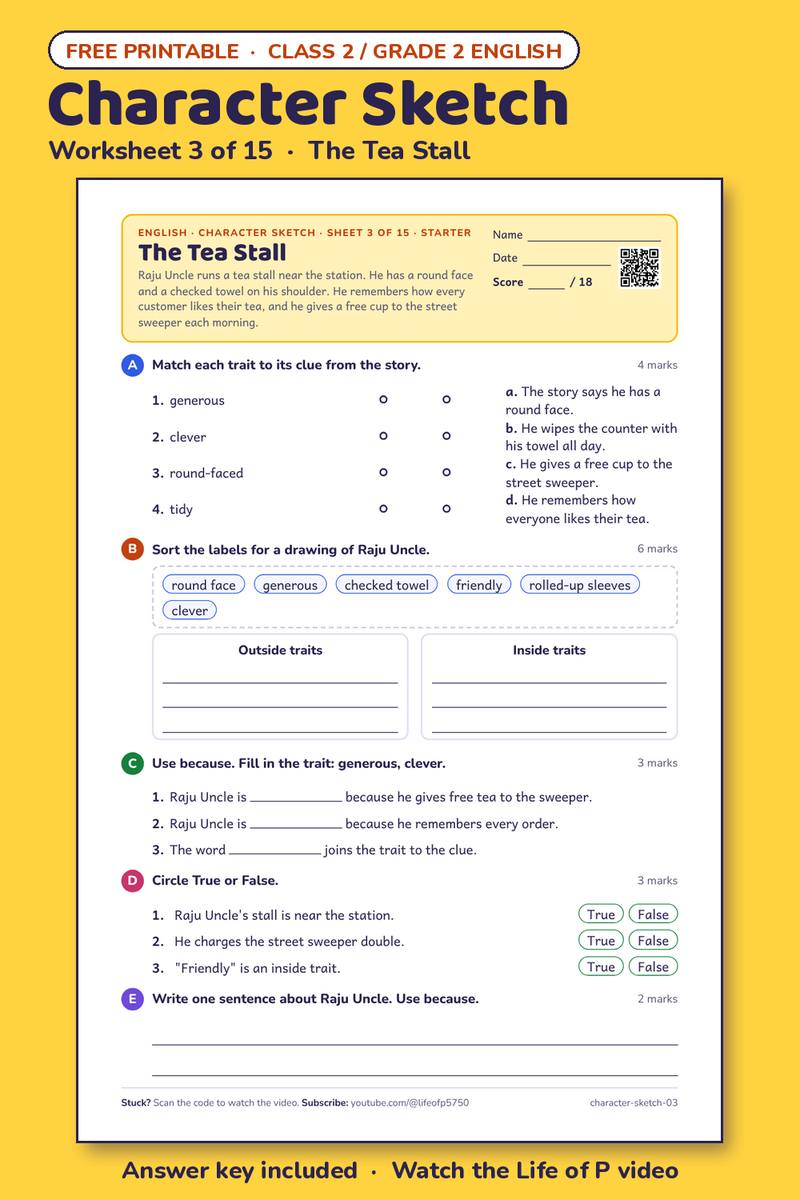 FREE PRINTABLE · CLASS 2 / GRADE 2 ENGLISH
Character Sketch
Worksheet 3 of 15 · The Tea Stall
ENGLISH · CHARACTER SKETCH · SHEET 3 OF 15 · STARTER
The Tea Stall
Raju Uncle runs a tea stall near the station. He has a round face
and a checked towel on his shoulder. He remembers how every
customer likes their tea, and he gives a free cup to the street
sweeper each morning.
Name
Date
Score / 18
A Match each trait to its clue from the story. 4 marks
1. generous
2. clever
3. round-faced
4. tidy
a. The story says he has a
round face.
b. He wipes the counter with
his towel all day.
c. He gives a free cup to the
street sweeper.
d. He remembers how
everyone likes their tea.
B Sort the labels for a drawing of Raju Uncle. 6 marks
round face generous checked towel friendly rolled-up sleeves
clever
Outside traits Inside traits
C Use because. Fill in the trait: generous, clever. 3 marks
1. Raju Uncle is ____________ because he gives free tea to the sweeper.
2. Raju Uncle is ____________ because he remembers every order.
3. The word ____________ joins the trait to the clue.
D Circle True or False. 3 marks
1. Raju Uncle's stall is near the station. True False
2. He charges the street sweeper double. True False
3. "Friendly" is an inside trait. True False
E Write one sentence about Raju Uncle. Use because. 2 marks
Stuck? Scan the code to watch the video. Subscribe: youtube.com/@lifeofp5750 character-sketch-03
Answer key included · Watch the Life of P video